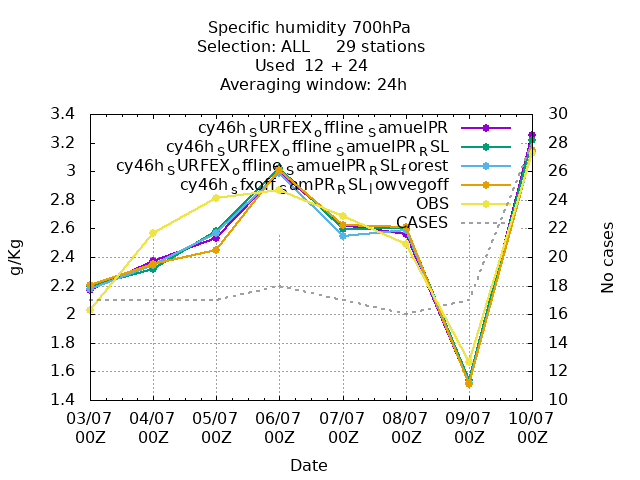 Specific humidity 700hPa
Selection: ALL     29 stations
Used  12 + 24
Averaging window: 24h
cy46h_SURFEX_offline_SamuelPR
cy46h_SURFEX_offline_SamuelPR_RSL
cy46h_SURFEX_offline_SamuelPR_RSL_forest
cy46h_sfxoff_SamPR_RSL_lowvegoff
OBS
CASES
3.4
3.2
3
2.8
2.6
2.4
2.2
2
1.8
1.6
1.4
30
28
26
24
22
20
18
16
14
12
10
g/Kg
No cases
03/07 04/07 05/07 06/07 07/07 08/07 09/07 10/07
00Z 00Z 00Z 00Z 00Z 00Z 00Z 00Z
Date